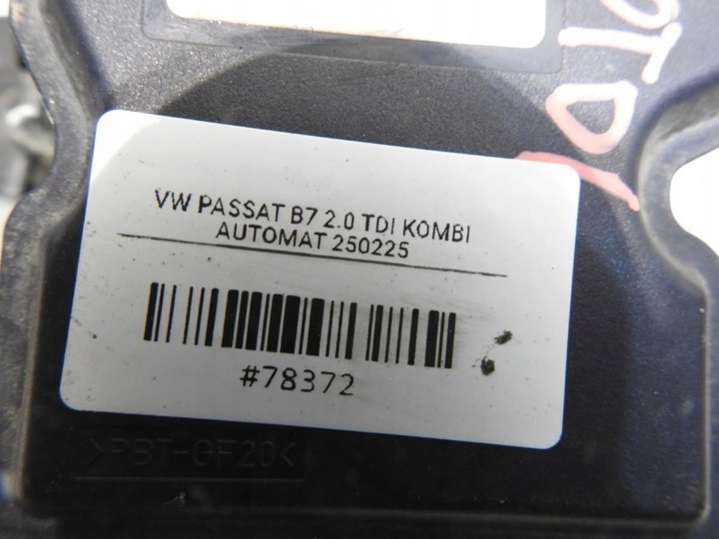 VW PASSAT B7 2.0 TDI KOMBI
AUTOMAT 250225
#78372
>PBT-GF20<